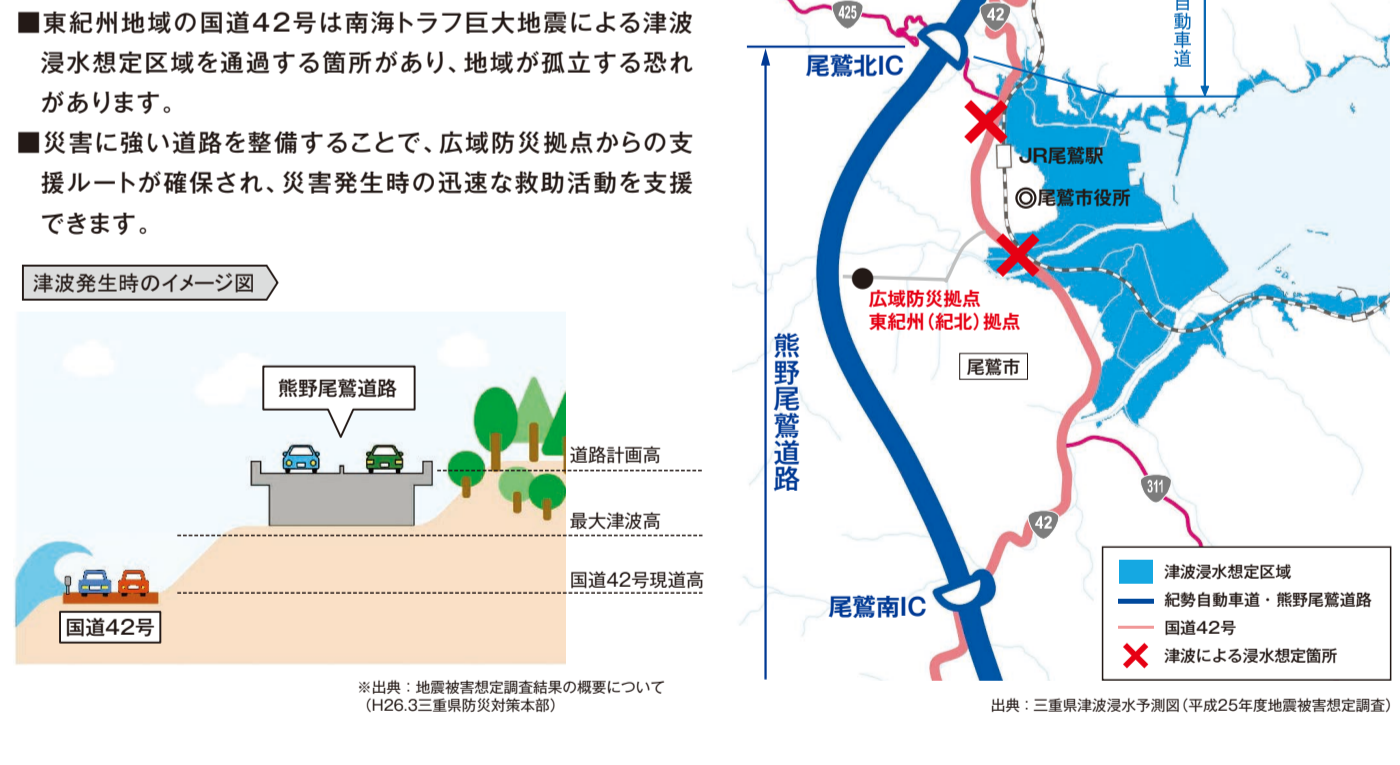 ■東紀州地域の国道42号は南海トラフ巨大地震による津波
浸水想定区域を通過する箇所があり、地域が孤立する恐れ
があります。
■災害に強い道路を整備することで、広域防災拠点からの支
援ルートが確保され、災害発生時の迅速な救助活動を支援
できます。
津波発生時のイメージ図
熊野尾鷲道路
道路計画高
最大津波高
国道42号現道高
国道42号
※出典：地震被害想定調査結果の概要について
（H26.3三重県防災対策本部）
425
42
自動車道
尾鷲北IC
JR尾鷲駅
◎尾鷲市役所
広域防災拠点
東紀州（紀北）拠点
尾鷲市
熊野尾鷲道路
311
42
尾鷲南IC
津波浸水想定区域
紀勢自動車道・熊野尾鷲道路
国道42号
津波による浸水想定箇所
出典：三重県津波浸水予測図（平成25年度地震被害想定調査）